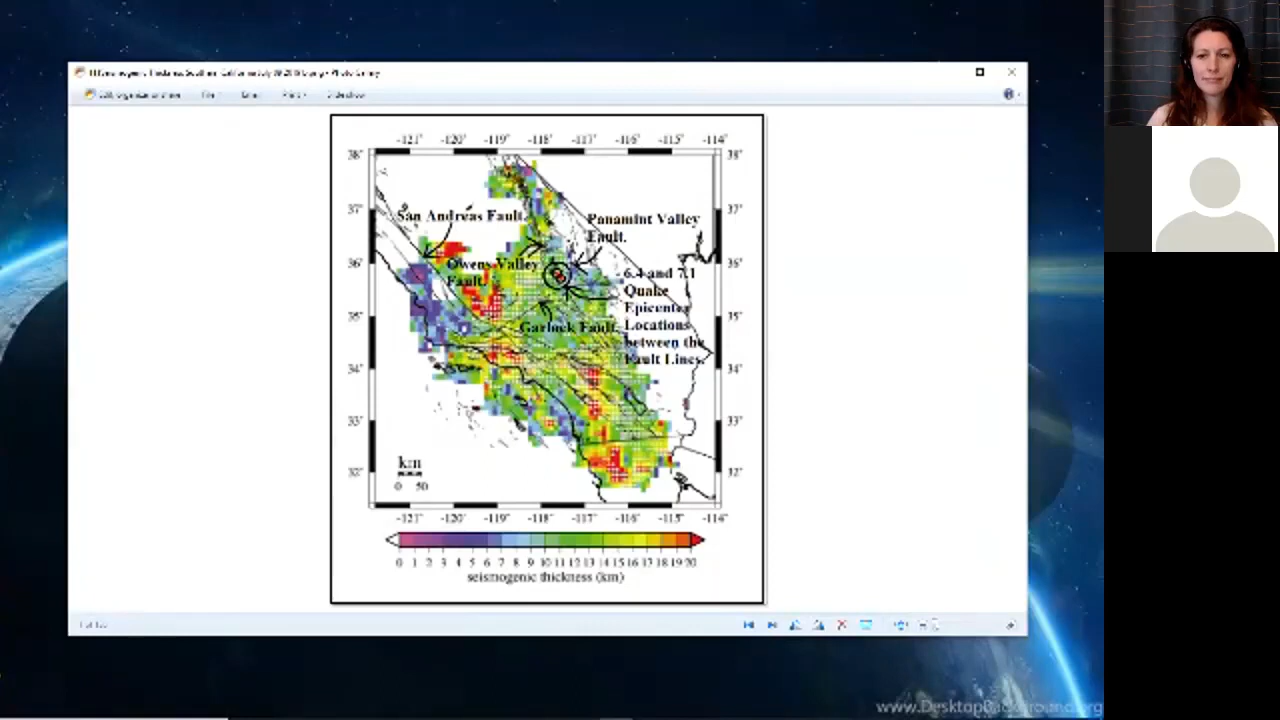 Photo Gallery
-121° -120° -119° -118° -117° -116° -115° -114°
38° 38°
37° 37°
San Andreas Fault.
Panamint Valley
Fault.
36° 36°
Owens Valley
Fault.
6.4 and 7.1
Quake
Epicenter
Locations
between the
Fault Lines.
35° 35°
Garlock Fault.
34° 34°
33° 33°
32° 32°
km
0 50
-121° -120° -119° -118° -117° -116° -115° -114°
0 1 2 3 4 5 6 7 8 9 10 11 12 13 14 15 16 17 18 19 20
seismogenic thickness (km)
www.DesktopBackground.org